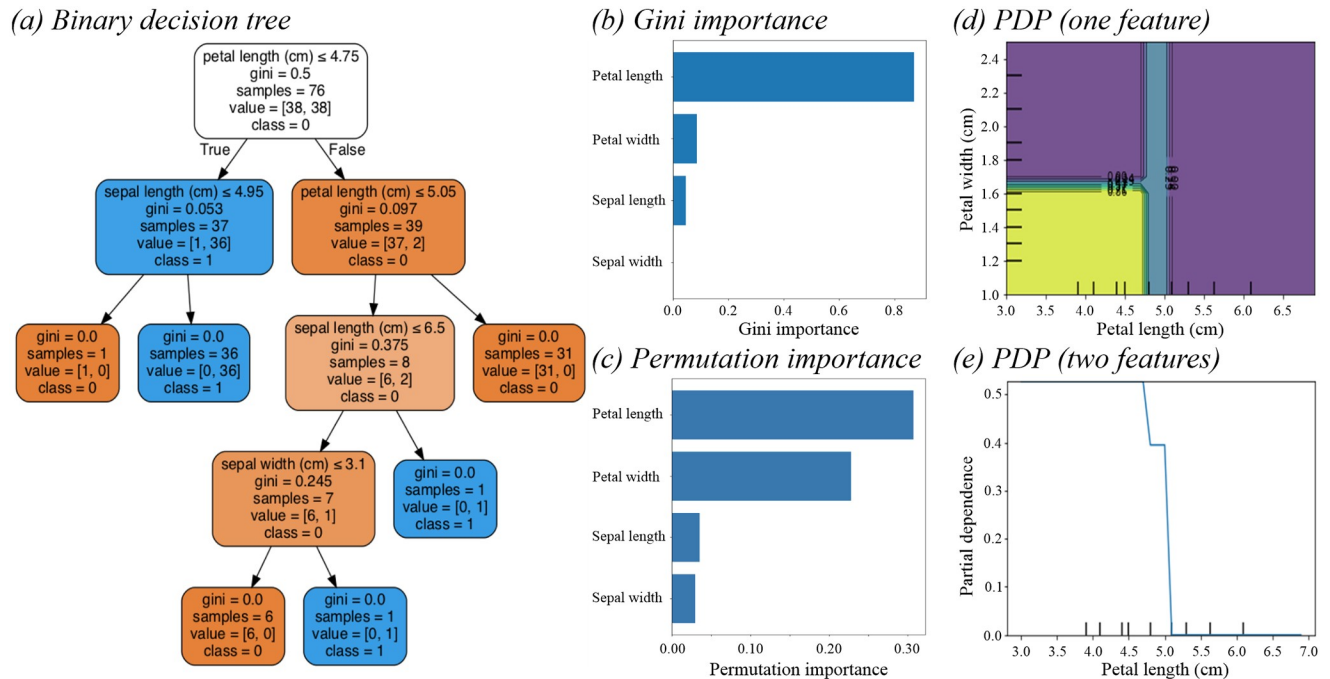 (a) Binary decision tree
petal length (cm) ≤ 4.75
gini = 0.5
samples = 76
value = [38, 38]
class = 0
True
False
sepal length (cm) ≤ 4.95
gini = 0.053
samples = 37
value = [1, 36]
class = 1
petal length (cm) ≤ 5.05
gini = 0.097
samples = 39
value = [37, 2]
class = 0
gini = 0.0
samples = 1
value = [1, 0]
class = 0
gini = 0.0
samples = 36
value = [0, 36]
class = 1
sepal length (cm) ≤ 6.5
gini = 0.375
samples = 8
value = [6, 2]
class = 0
gini = 0.0
samples = 31
value = [31, 0]
class = 0
sepal width (cm) ≤ 3.1
gini = 0.245
samples = 7
value = [6, 1]
class = 0
gini = 0.0
samples = 1
value = [0, 1]
class = 1
gini = 0.0
samples = 6
value = [6, 0]
class = 0
gini = 0.0
samples = 1
value = [0, 1]
class = 1
(b) Gini importance
Petal length
Petal width
Sepal length
Sepal width
0.0 0.2 0.4 0.6 0.8
Gini importance
(c) Permutation importance
Petal length
Petal width
Sepal length
Sepal width
0.00 0.10 0.20 0.30
Permutation importance
(d) PDP (one feature)
Petal width (cm)
2.4
2.2
2.0
1.8
1.6
1.4
1.2
1.0
3.0 3.5 4.0 4.5 5.0 5.5 6.0 6.5
Petal length (cm)
(e) PDP (two features)
Partial dependence
0.5
0.4
0.3
0.2
0.1
0.0
3.0 3.5 4.0 4.5 5.0 5.5 6.0 6.5 7.0
Petal length (cm)